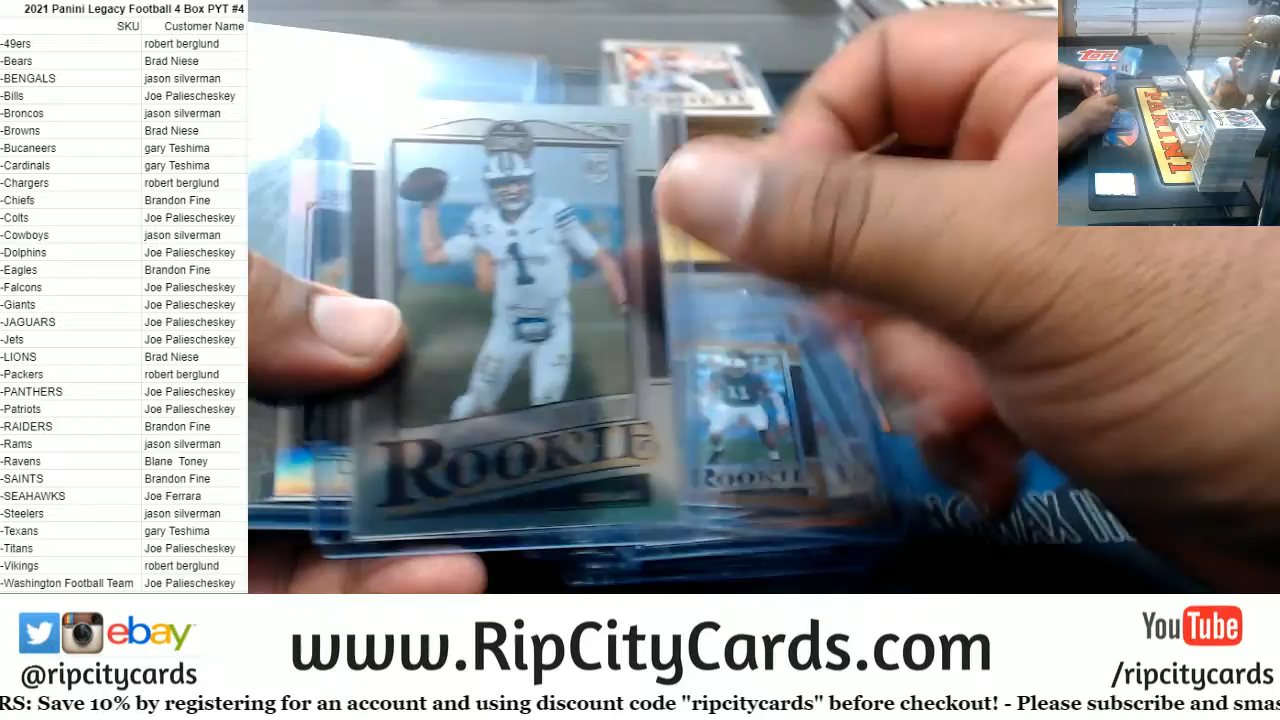 2021 Panini Legacy Football 4 Box PYT #4
SKU Customer Name
-49ers robert berglund
-Bears Brad Niese
-BENGALS jason silverman
-Bills Joe Paliescheskey
-Broncos jason silverman
-Browns Brad Niese
-Bucaneers gary Teshima
-Cardinals gary Teshima
-Chargers robert berglund
-Chiefs Brandon Fine
-Colts Joe Paliescheskey
-Cowboys jason silverman
-Dolphins Joe Paliescheskey
-Eagles Brandon Fine
-Falcons Joe Paliescheskey
-Giants Joe Paliescheskey
-JAGUARS Joe Paliescheskey
-Jets Joe Paliescheskey
-LIONS Brad Niese
-Packers robert berglund
-PANTHERS Joe Paliescheskey
-Patriots Joe Paliescheskey
-RAIDERS Brandon Fine
-Rams jason silverman
-Ravens Blane Toney
-SAINTS Brandon Fine
-SEAHAWKS Joe Ferrara
-Steelers jason silverman
-Texans gary Teshima
-Titans Joe Paliescheskey
-Vikings robert berglund
-Washington Football Team Joe Paliescheskey
1
ROOKIE
11
ROOKIE
TOPPS
PANINI
ebay
@ripcitycards
www.RipCityCards.com
YouTube
/ripcitycards
RS: Save 10% by registering for an account and using discount code "ripcitycards" before checkout! - Please subscribe and smas